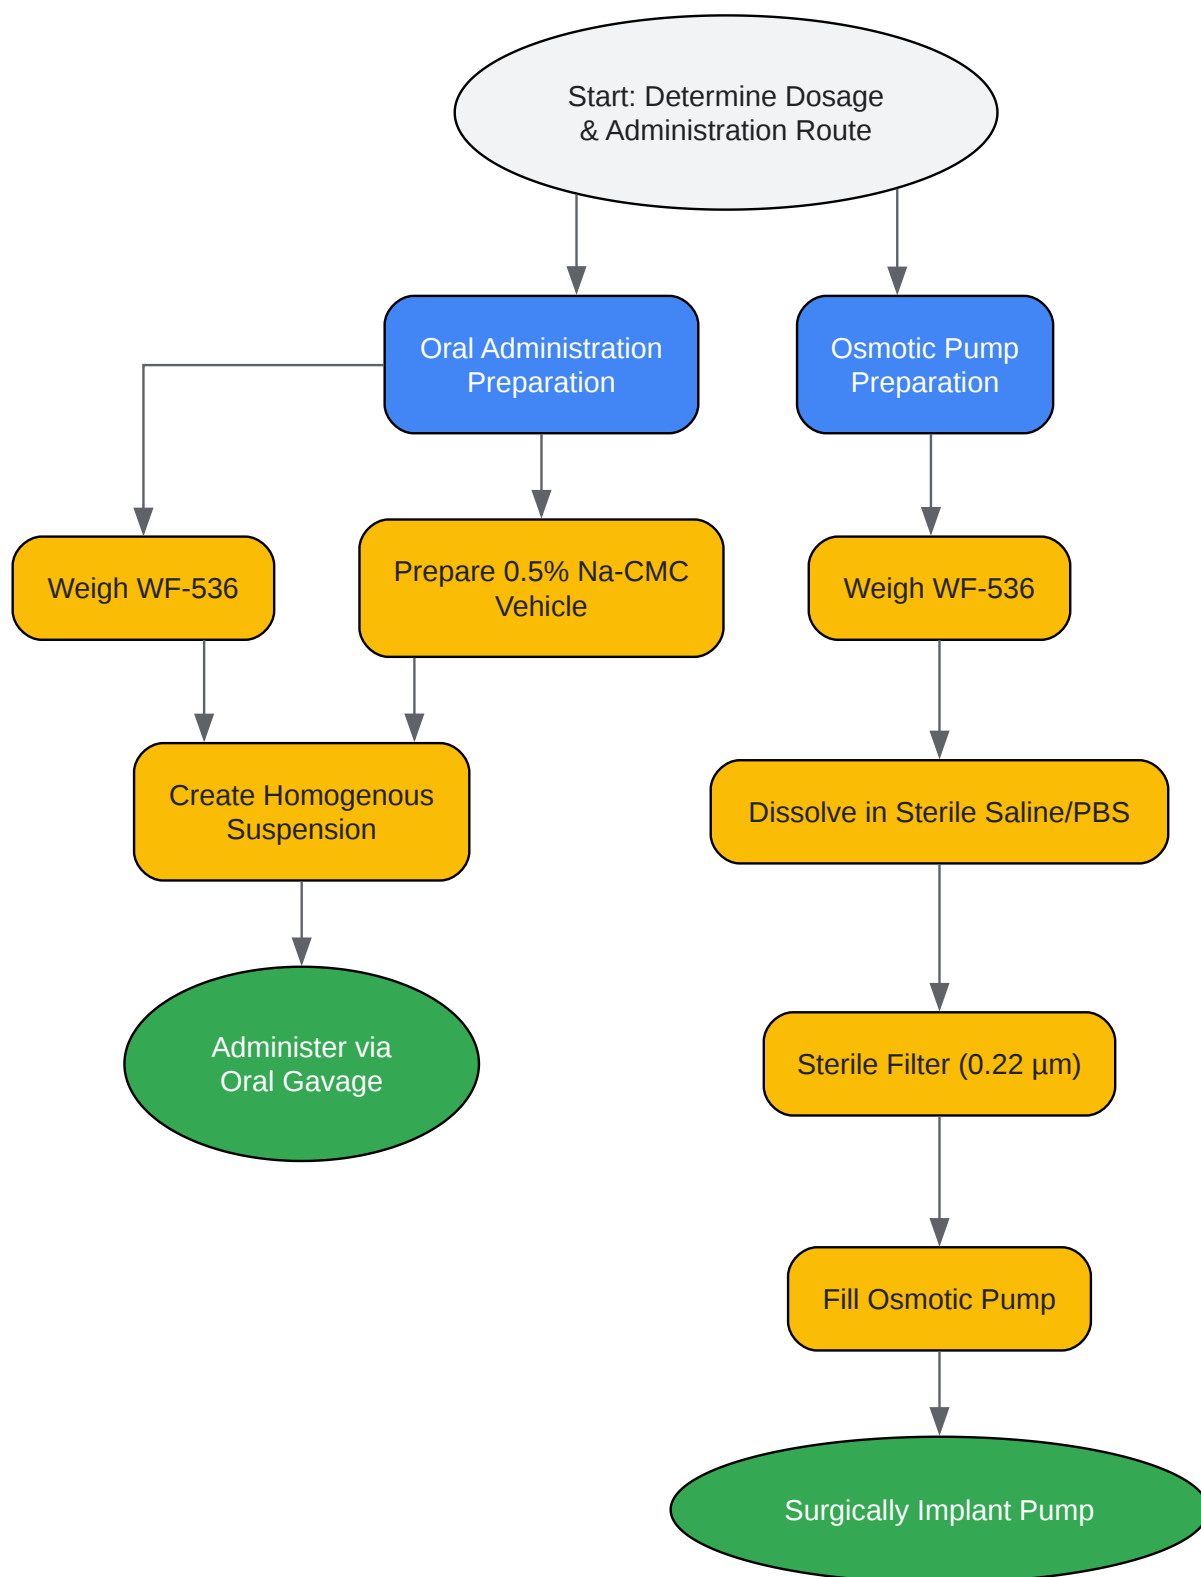 Start: Determine Dosage
& Administration Route
Oral Administration
Preparation
Osmotic Pump
Preparation
Weigh WF-536
Prepare 0.5% Na-CMC
Vehicle
Weigh WF-536
Create Homogenous
Suspension
Dissolve in Sterile Saline/PBS
Administer via
Oral Gavage
Sterile Filter (0.22 µm)
Fill Osmotic Pump
Surgically Implant Pump